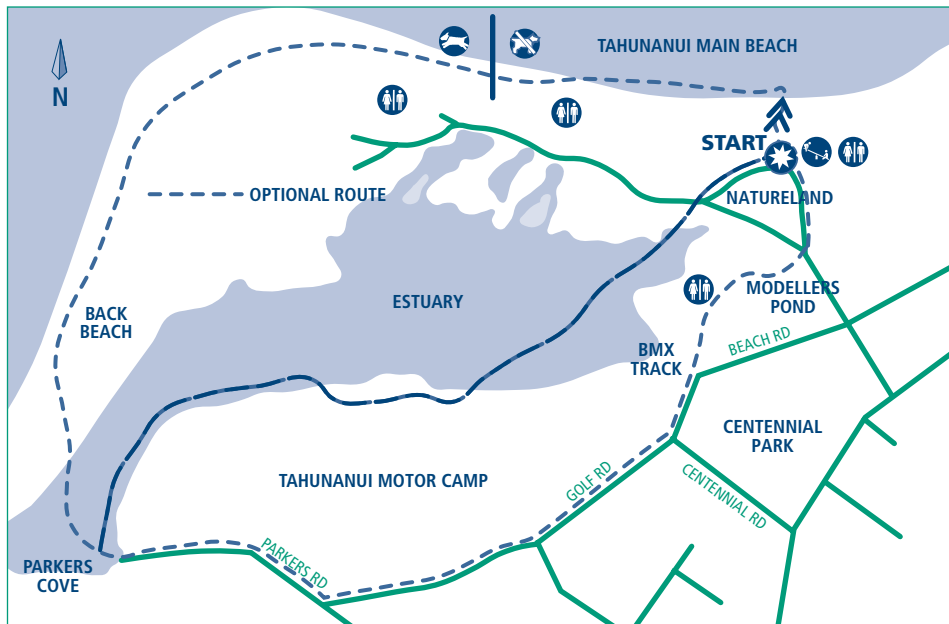 TAHUNANUI MAIN BEACH
N
START
OPTIONAL ROUTE
NATURELAND
ESTUARY
MODELLERS
POND
BACK
BEACH
BEACH RD
BMX
TRACK
CENTENNIAL
PARK
TAHUNANUI MOTOR CAMP
GOLF RD
CENTENNIAL RD
PARKERS RD
PARKERS
COVE